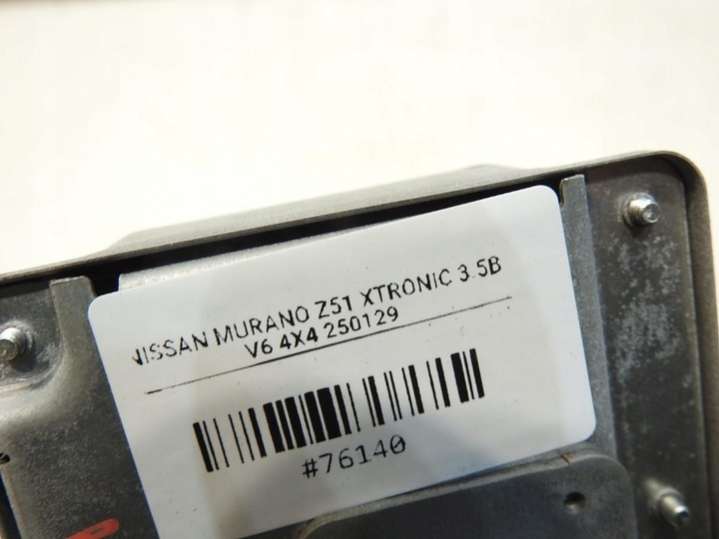 NISSAN MURANO Z51 XTRONIC 3.5B
V6 4X4 250129
#76140